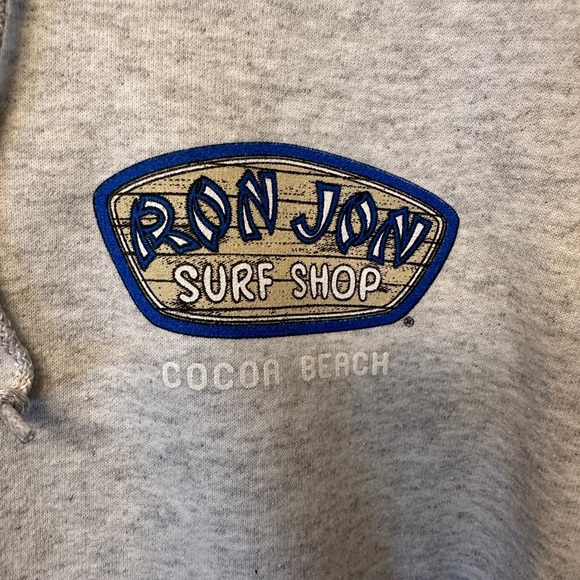 RON JON
SURF SHOP
®
COCOA BEACH